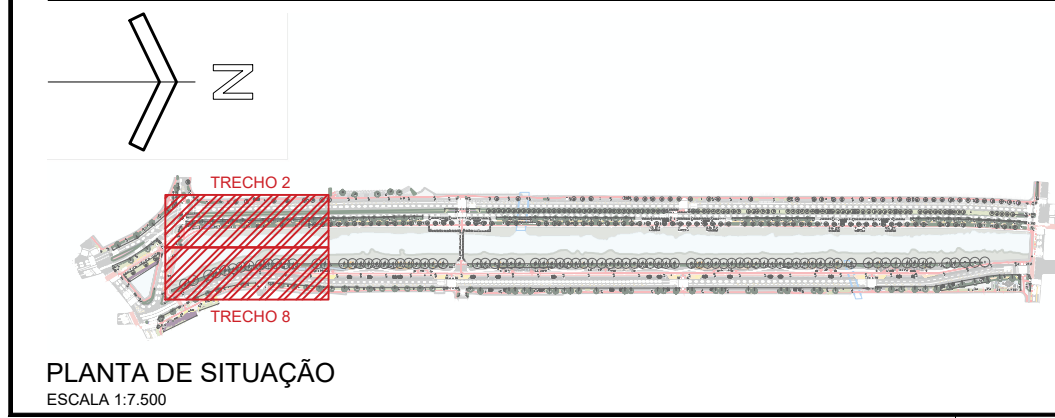 N
TRECHO 2
TRECHO 8
PLANTA DE SITUAÇÃO
ESCALA 1:7.500